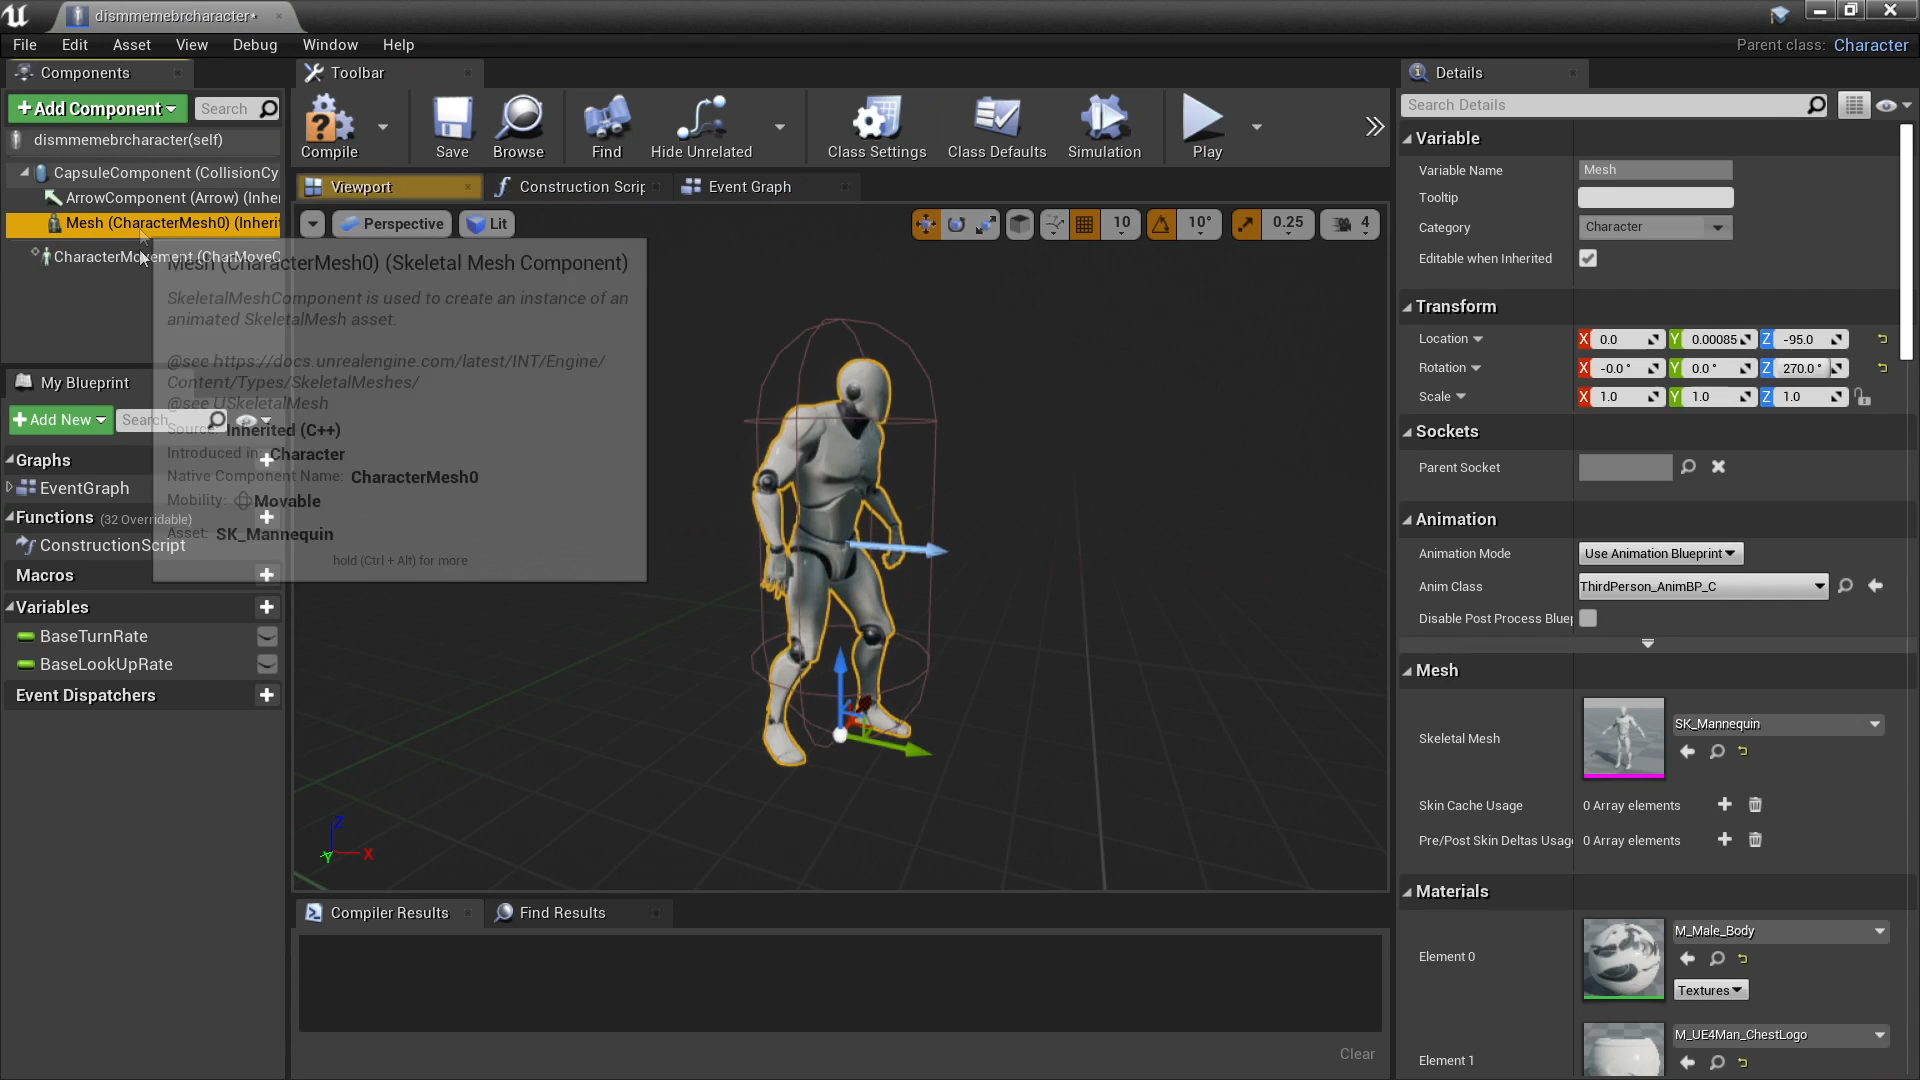 dismmemebrcharacter*
File Edit Asset View Debug Window Help
Parent class: Character
Components
+Add Component
Search
dismmemebrcharacter(self)
CapsuleComponent (CollisionCy
ArrowComponent (Arrow) (Inher
Mesh (CharacterMesh0) (Inherit
CharacterMovement (CharMoveC
My Blueprint
+Add New
Search
Graphs
EventGraph
Functions (32 Overridable)
ConstructionScript
Macros
Variables
BaseTurnRate
BaseLookUpRate
Event Dispatchers
Mesh (CharacterMesh0) (Skeletal Mesh Component)
SkeletalMeshComponent is used to create an instance of an
animated SkeletalMesh asset.
@see https://docs.unrealengine.com/latest/INT/Engine/
Content/Types/SkeletalMeshes/
@see USkeletalMesh
Source: Inherited (C++)
Introduced in: Character
Native Component Name: CharacterMesh0
Mobility: Movable
Asset: SK_Mannequin
hold (Ctrl + Alt) for more
Toolbar
Compile
Save
Browse
Find
Hide Unrelated
Class Settings
Class Defaults
Simulation
Play
Viewport
Construction Scrip
Event Graph
Perspective
Lit
10
10°
0.25
4
Z
Y
X
Compiler Results
Find Results
Clear
Details
Search Details
Variable
Variable Name Mesh
Tooltip
Category Character
Editable when Inherited
Transform
Location X 0.0 Y 0.00085 Z -95.0
Rotation X -0.0° Y 0.0° Z 270.0°
Scale X 1.0 Y 1.0 Z 1.0
Sockets
Parent Socket
Animation
Animation Mode Use Animation Blueprint
Anim Class ThirdPerson_AnimBP_C
Disable Post Process Bluep
Mesh
Skeletal Mesh SK_Mannequin
Skin Cache Usage 0 Array elements
Pre/Post Skin Deltas Usage 0 Array elements
Materials
Element 0 M_Male_Body
Textures
Element 1 M_UE4Man_ChestLogo